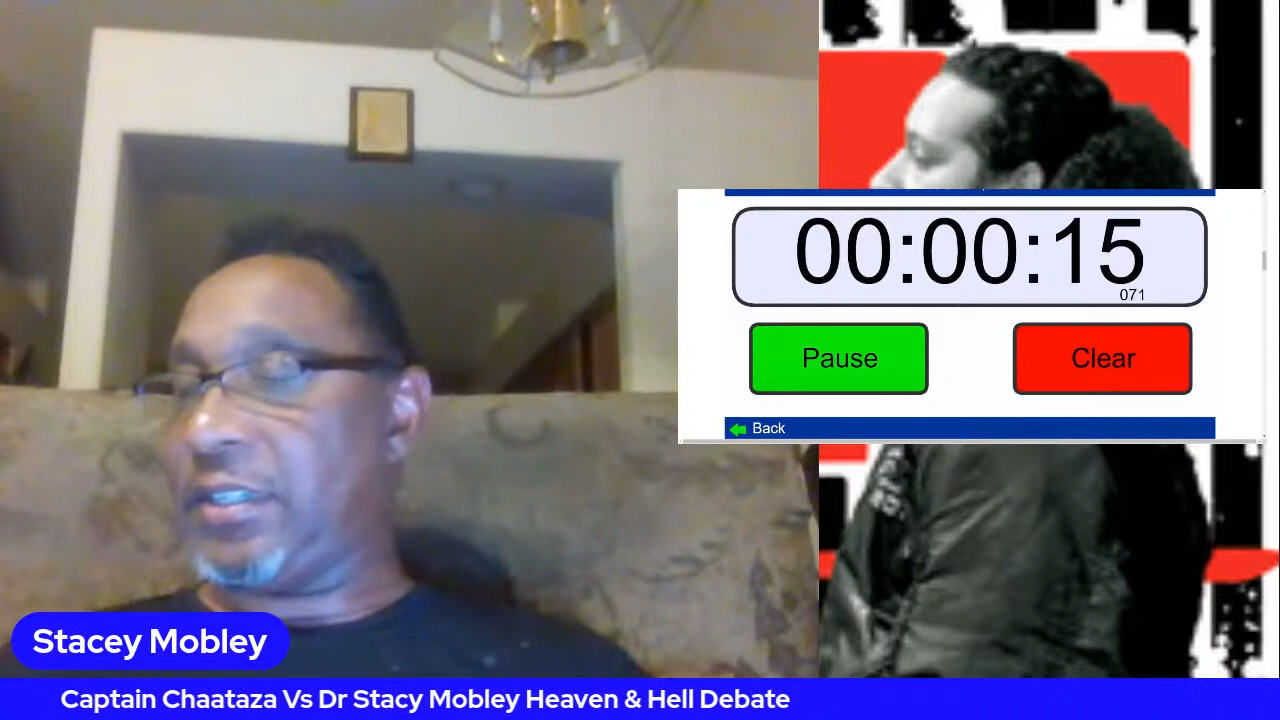 00:00:15
071
Pause
Clear
Back
Stacey Mobley
Captain Chaataza Vs Dr Stacy Mobley Heaven & Hell Debate